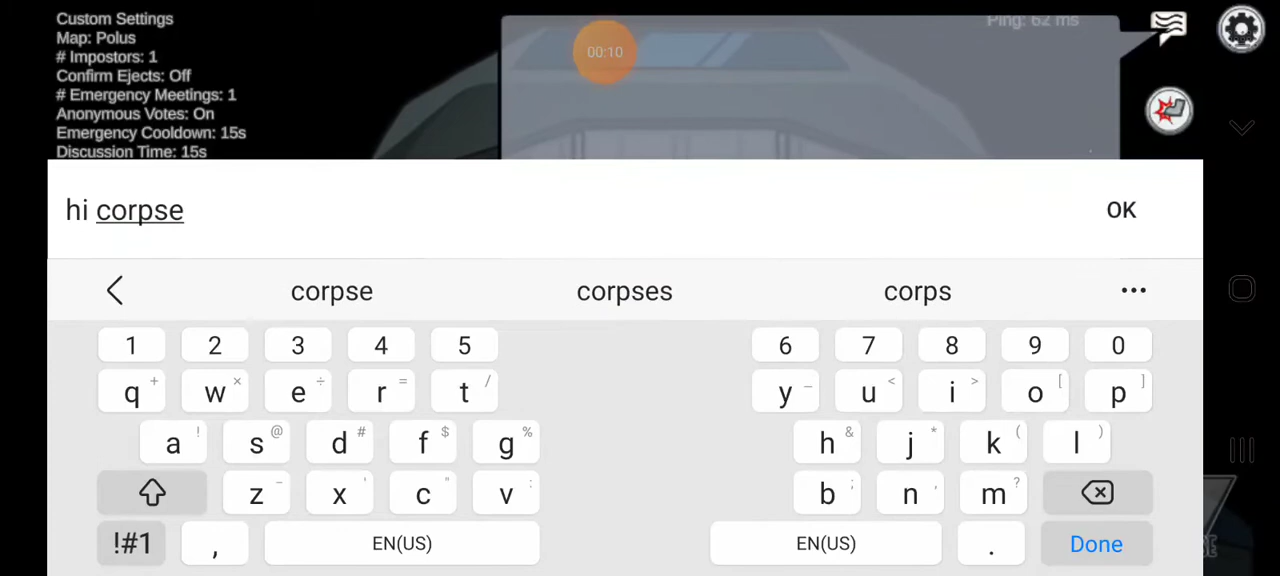 Custom Settings
Map: Polus
# Impostors: 1
Confirm Ejects: Off
# Emergency Meetings: 1
Anonymous Votes: On
Emergency Cooldown: 15s
Discussion Time: 15s
Ping: 62 ms
00:10
hi corpse
OK
corpse corpses corps ...
1 2 3 4 5 6 7 8 9 0
q + w × e ÷ r = t / y _ u < i > o [ p ]
a ! s @ d # f $ g % h & j * k ( l )
z - x ' c " v : b ; n , m ?
!#1 , EN(US) EN(US) . Done